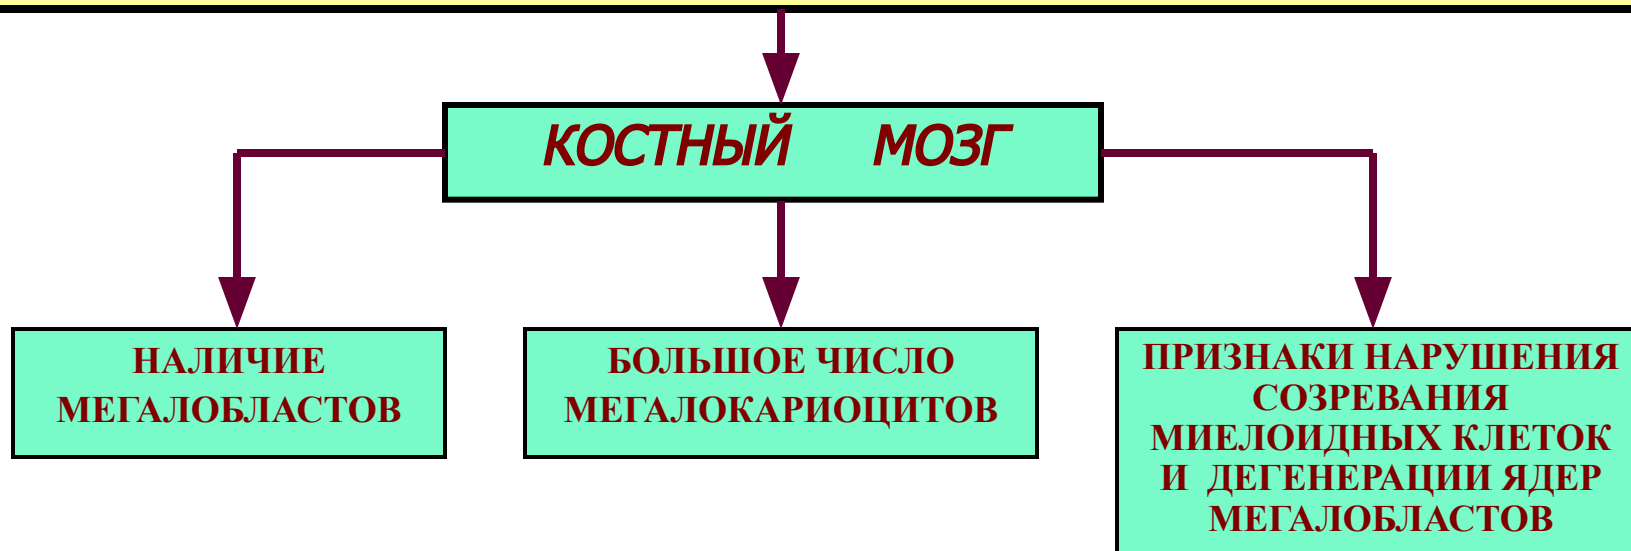 КОСТНЫЙ МОЗГ
НАЛИЧИЕ
МЕГАЛОБЛАСТОВ
БОЛЬШОЕ ЧИСЛО
МЕГАЛОКАРИОЦИТОВ
ПРИЗНАКИ НАРУШЕНИЯ
СОЗРЕВАНИЯ
МИЕЛОИДНЫХ КЛЕТОК
И ДЕГЕНЕРАЦИИ ЯДЕР
МЕГАЛОБЛАСТОВ